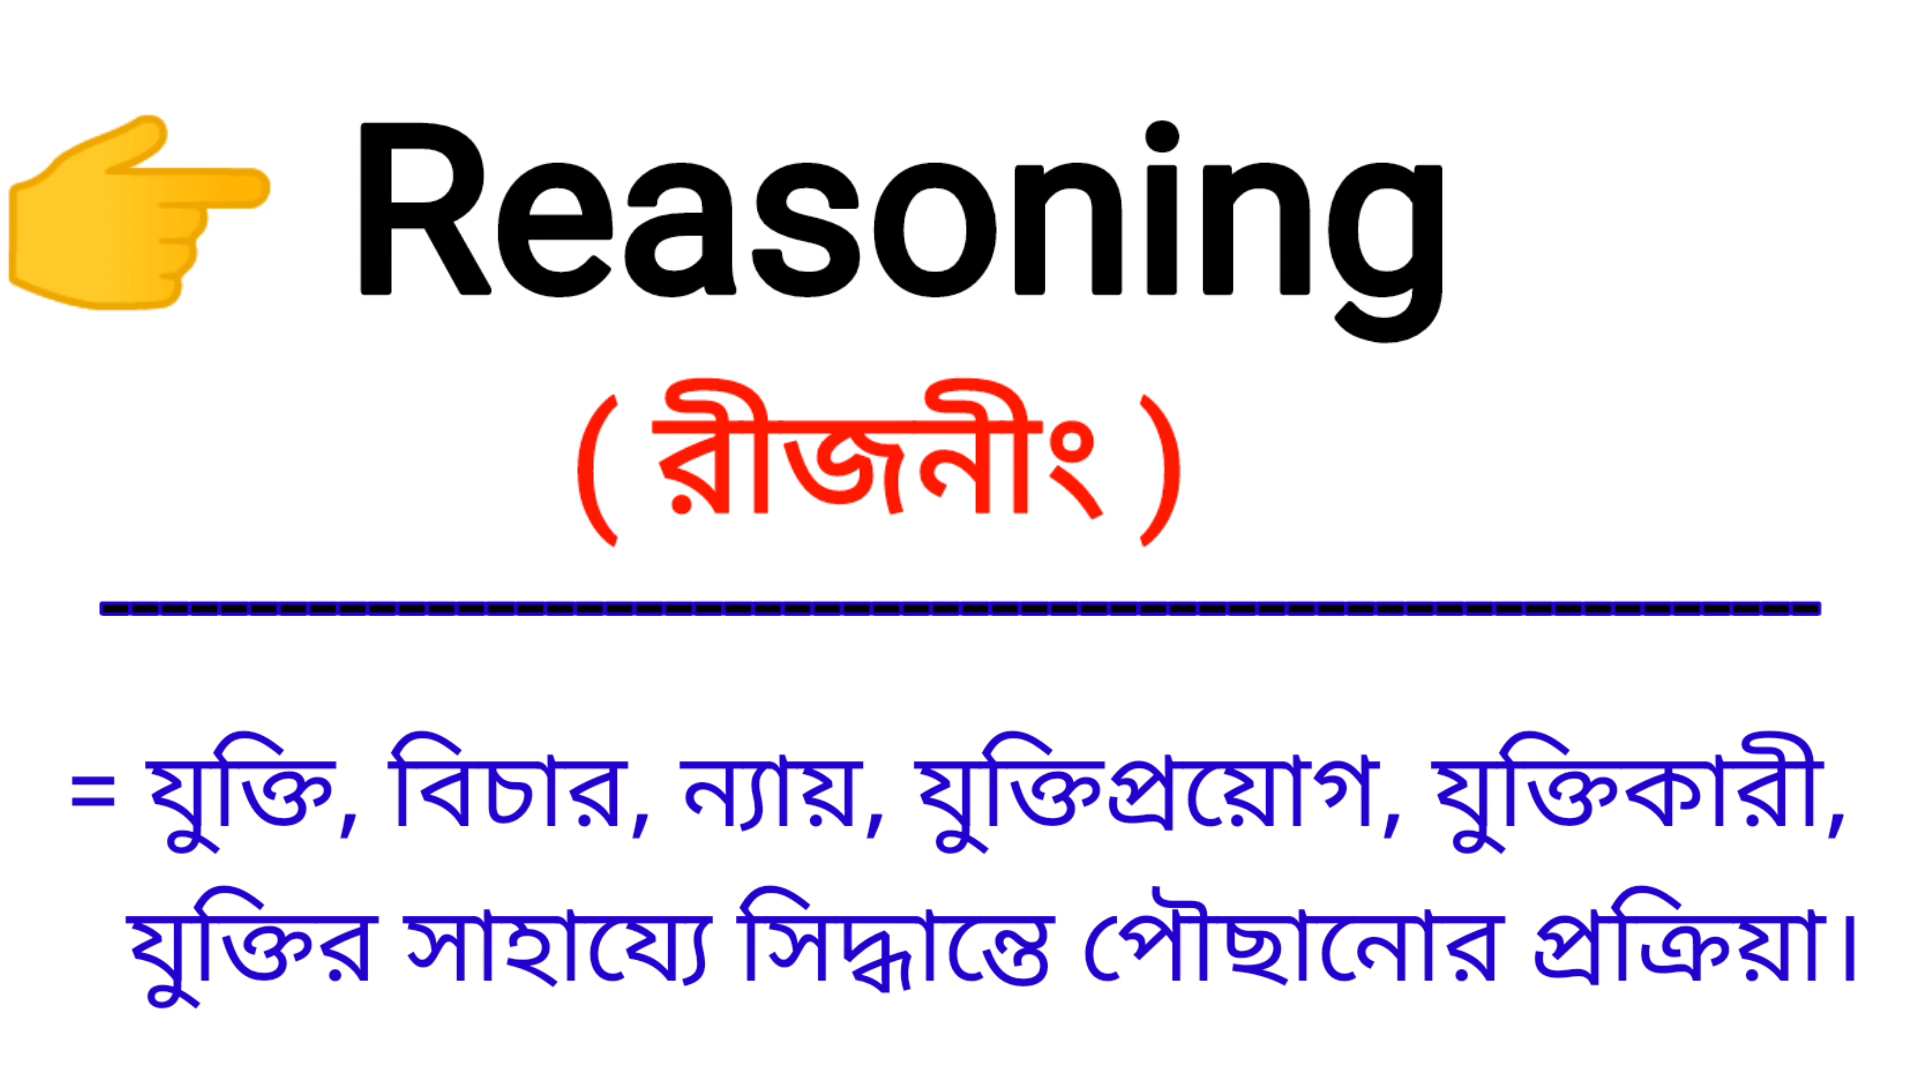 👉 Reasoning
( রীজনীং )
----------------------------------------------------------
= যুক্তি, বিচার, ন্যায়, যুক্তিপ্রয়োগ, যুক্তিকারী,
যুক্তির সাহায্যে সিদ্ধান্তে পৌছানোর প্রক্রিয়া।